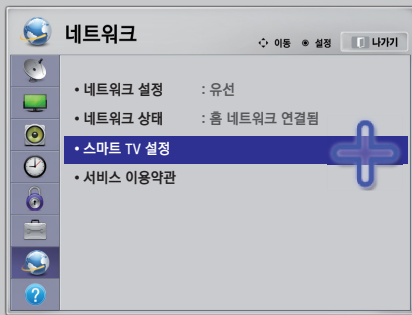 네트워크
이동 설정 나가기
• 네트워크 설정 : 유선
• 네트워크 상태 : 홈 네트워크 연결됨
• 스마트 TV 설정
• 서비스 이용약관
?